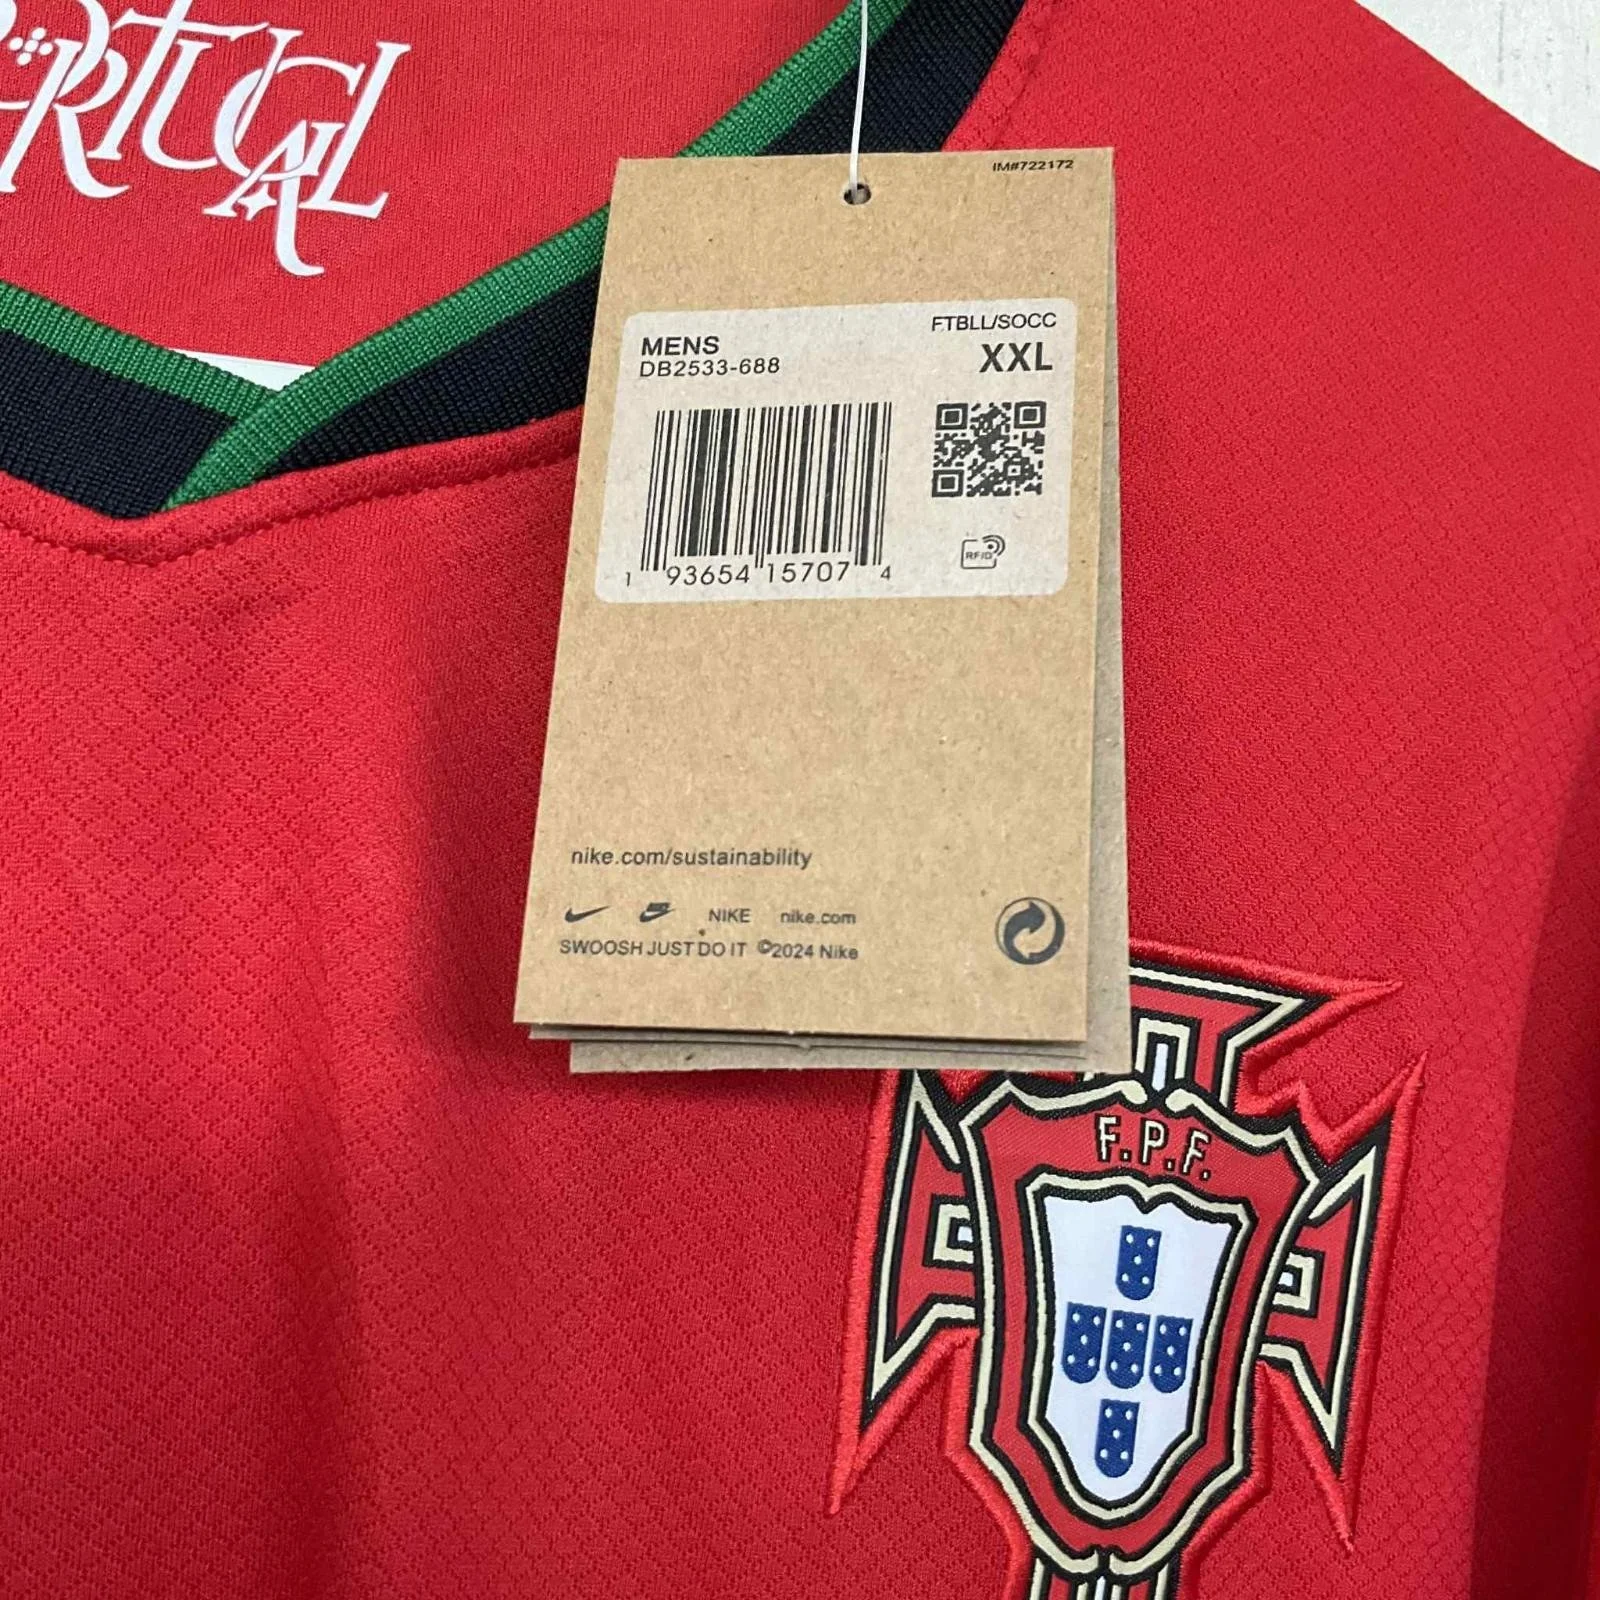 PORTUGAL
IM#722172
FTBLL/SOCC
MENS
XXL
DB2533-688
RFID
1 93654 15707 4
nike.com/sustainability
NIKE nike.com
SWOOSH JUST DO IT ©2024 Nike
F.P.F.